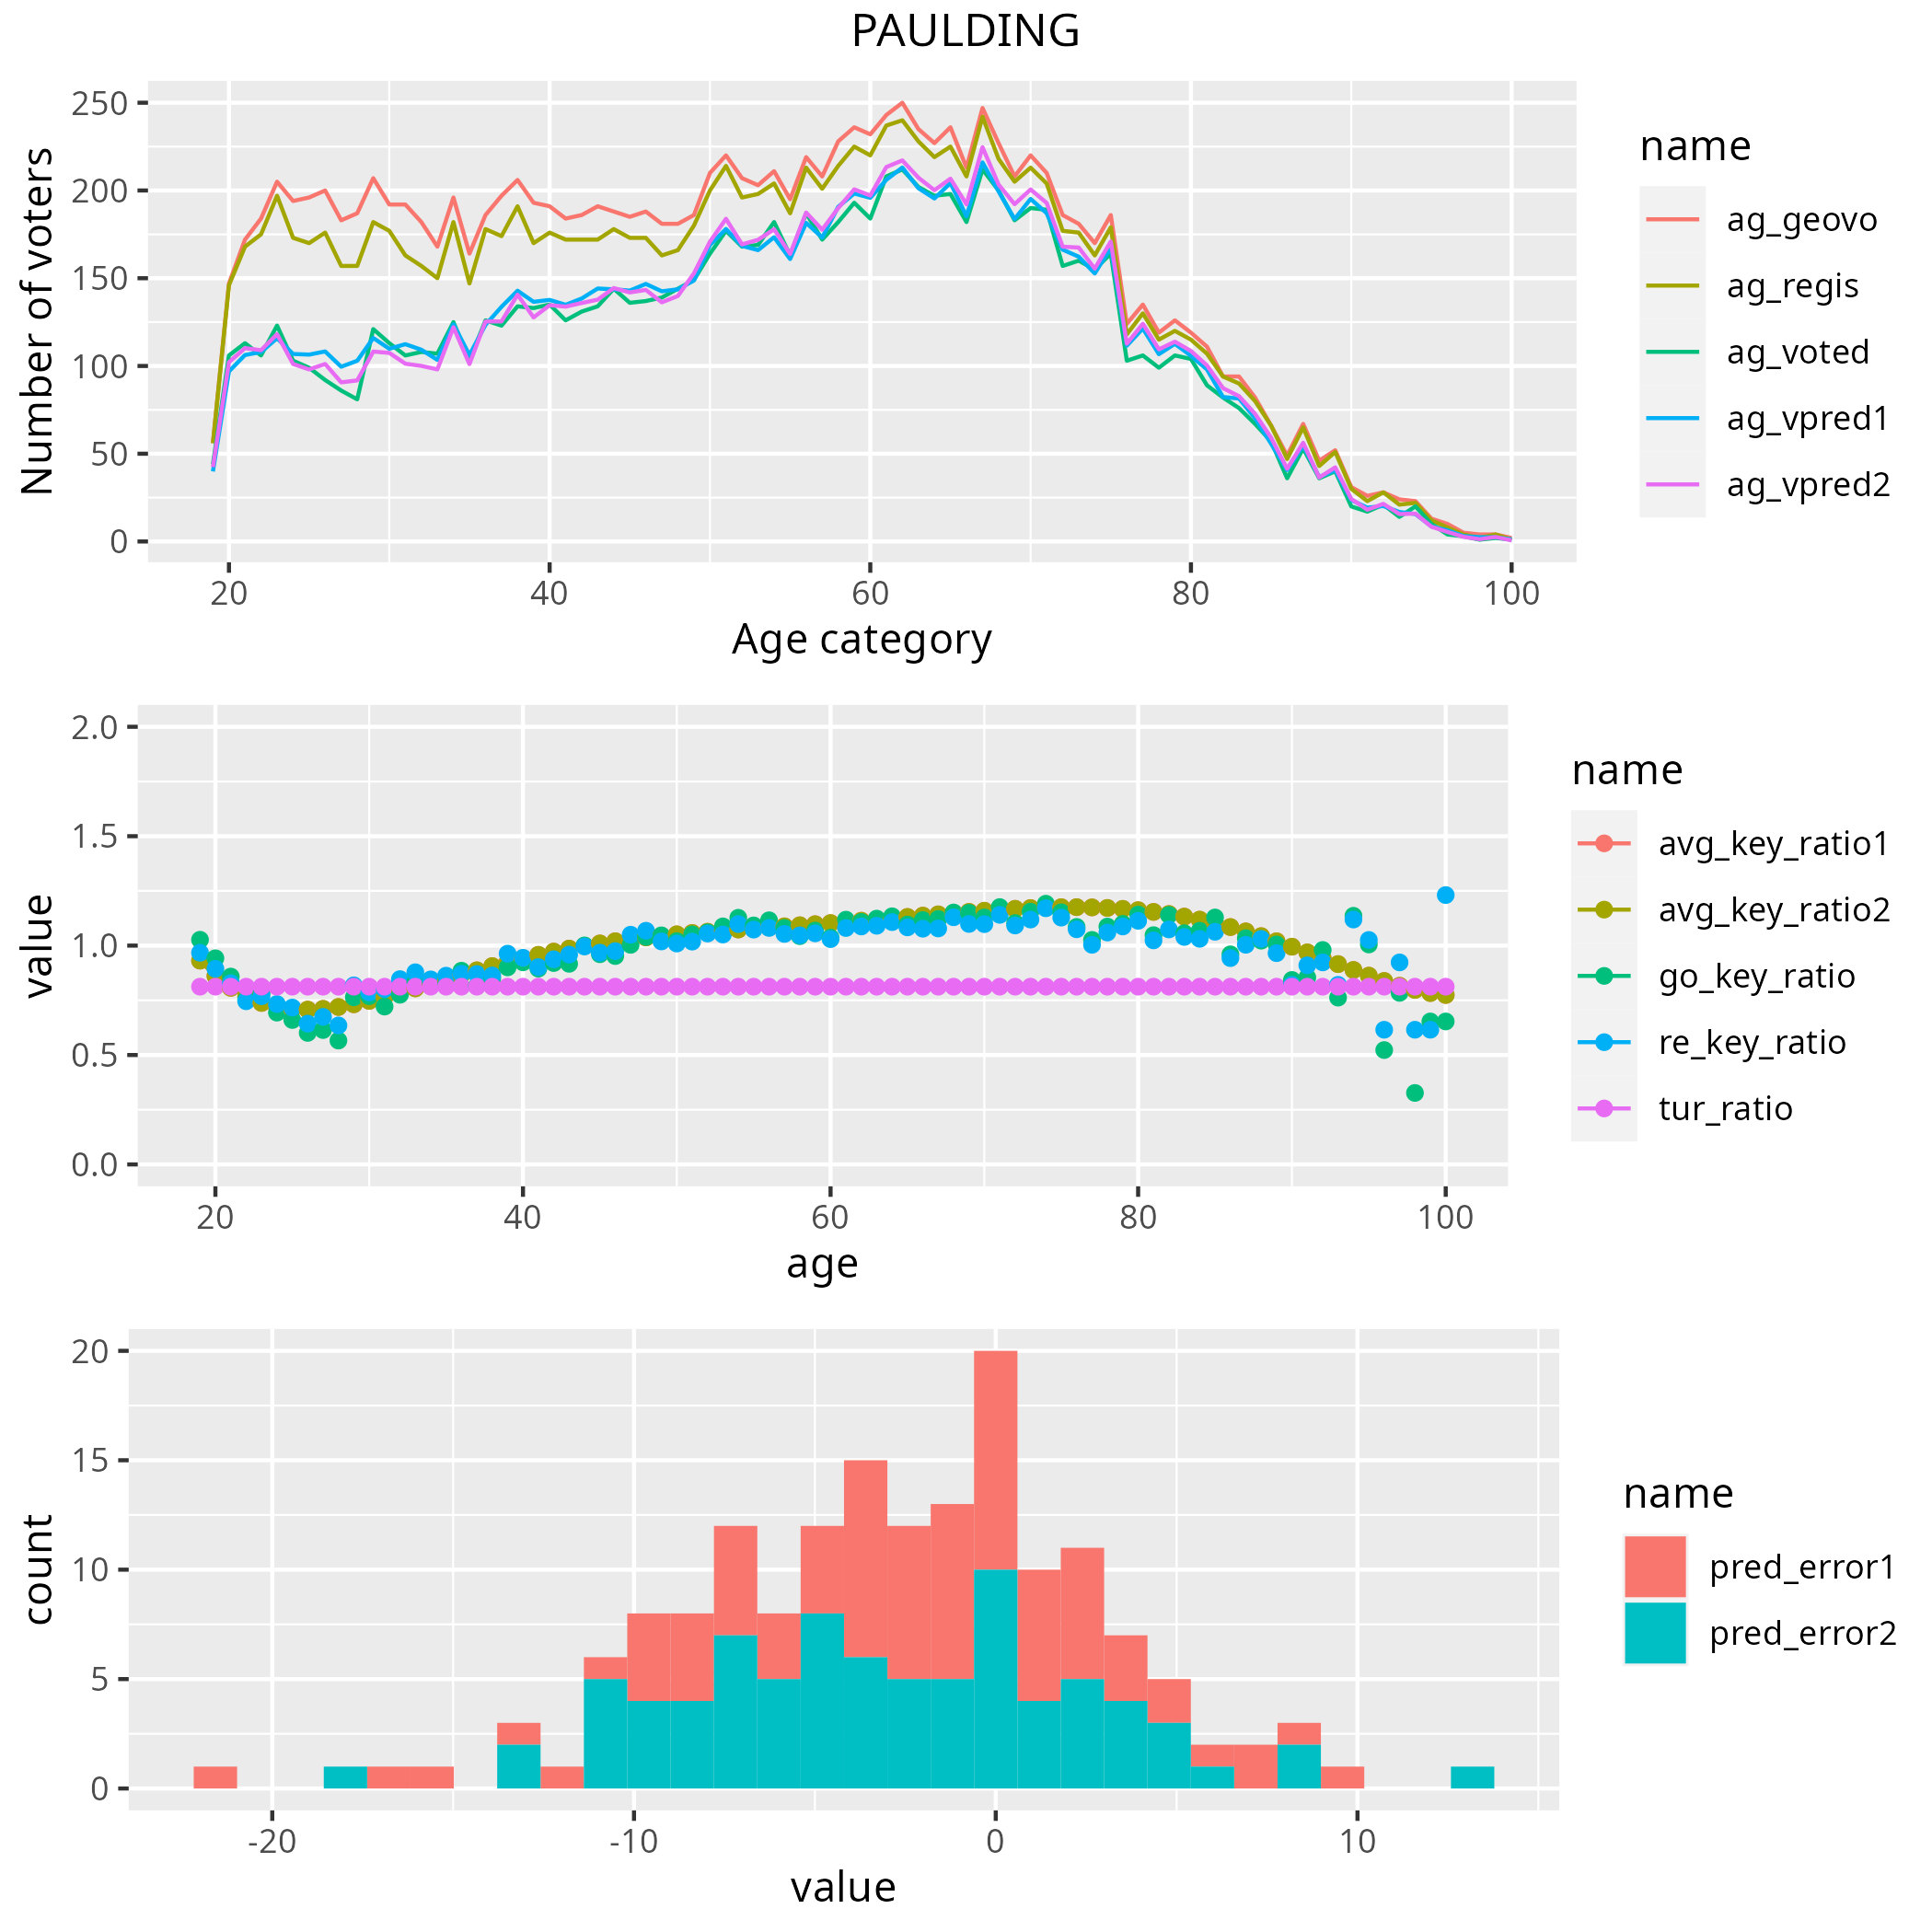 PAULDING
Number of voters
250
200
150
100
50
0
20 40 60 80 100
Age category
name
ag_geovo
ag_regis
ag_voted
ag_vpred1
ag_vpred2
value
2.0
1.5
1.0
0.5
0.0
20 40 60 80 100
age
name
avg_key_ratio1
avg_key_ratio2
go_key_ratio
re_key_ratio
tur_ratio
count
20
15
10
5
0
-20 -10 0 10
value
name
pred_error1
pred_error2